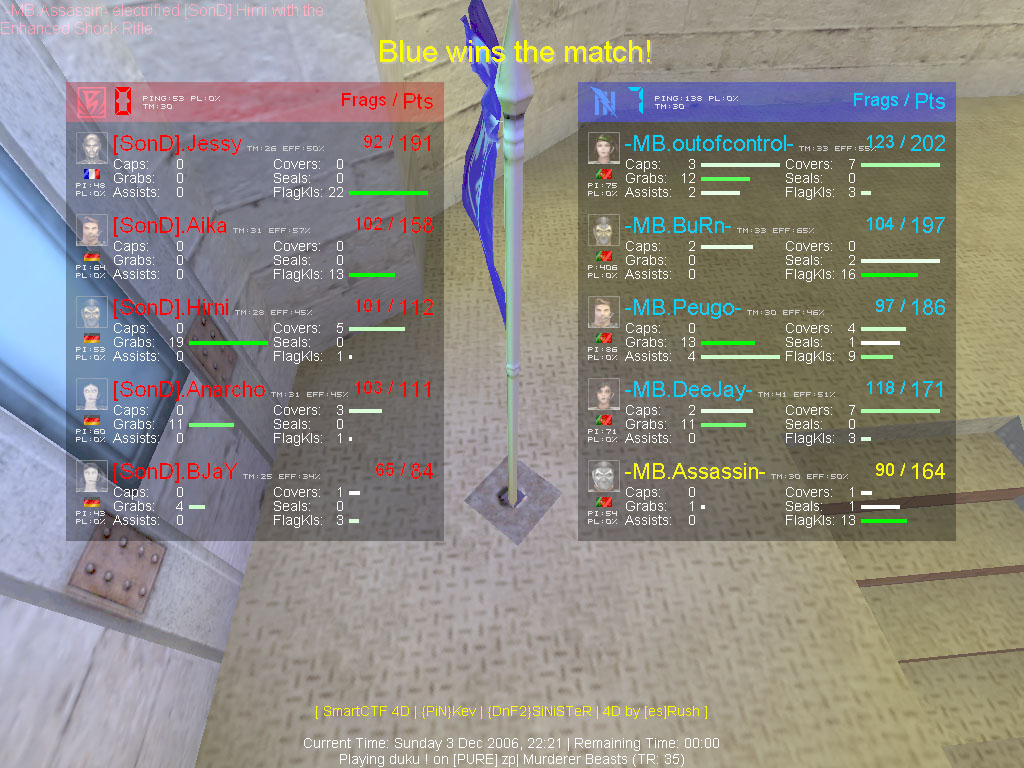 -MB.Assassin- electrified [SonD].Himi with the
Enhanced Shock Rifle
Blue wins the match!
0 PING:53 PL:0% Frags / Pts
TM:30
[SonD].Jessy TM:26 EFF:50% 92 / 191
Caps: 0 Covers: 0
Grabs: 0 Seals: 0
PI:48
PL:0% Assists: 0 FlagKls: 22
[SonD].Aika TM:31 EFF:57% 102 / 158
Caps: 0 Covers: 0
Grabs: 0 Seals: 0
PI:64
PL:0% Assists: 0 FlagKls: 13
[SonD].Himi TM:28 EFF:45% 101 / 112
Caps: 0 Covers: 5
Grabs: 19 Seals: 0
PI:53
PL:0% Assists: 0 FlagKls: 1
[SonD].Anarcho TM:31 EFF:45% 103 / 111
Caps: 0 Covers: 3
Grabs: 11 Seals: 0
PI:60
PL:0% Assists: 0 FlagKls: 1
[SonD].BJaY TM:25 EFF:34% 65 / 84
Caps: 0 Covers: 1
Grabs: 4 Seals: 0
PI:43
PL:0% Assists: 0 FlagKls: 3
7 PING:138 PL:0% Frags / Pts
TM:30
-MB.outofcontrol- TM:33 EFF:55% 123 / 202
Caps: 3 Covers: 7
Grabs: 12 Seals: 0
PI:75
PL:0% Assists: 2 FlagKls: 3
-MB.BuRn- TM:33 EFF:65% 104 / 197
Caps: 2 Covers: 0
Grabs: 0 Seals: 2
PI:406
PL:0% Assists: 0 FlagKls: 16
-MB.Peugo- TM:30 EFF:46% 97 / 186
Caps: 0 Covers: 4
Grabs: 13 Seals: 1
PI:86
PL:0% Assists: 4 FlagKls: 9
-MB.DeeJay- TM:41 EFF:51% 118 / 171
Caps: 2 Covers: 7
Grabs: 11 Seals: 0
PI:71
PL:0% Assists: 0 FlagKls: 3
-MB.Assassin- TM:30 EFF:50% 90 / 164
Caps: 0 Covers: 1
Grabs: 1 Seals: 1
PI:54
PL:0% Assists: 0 FlagKls: 13
[ SmartCTF 4D | {PiN}Kev | {DnF2}SiNiSTeR | 4D by [es]Rush ]
Current Time: Sunday 3 Dec 2006, 22:21 | Remaining Time: 00:00
Playing duku ! on [PURE] zp| Murderer Beasts (TR: 35)